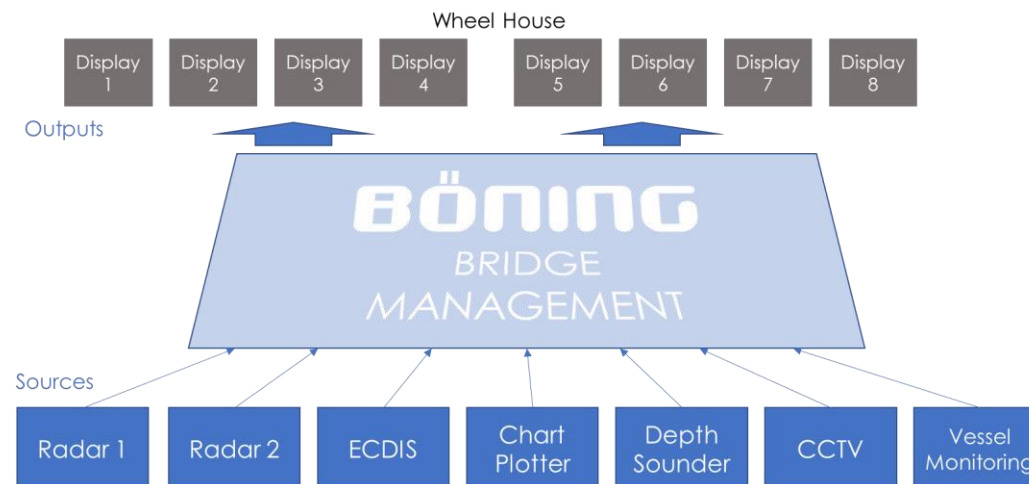 Wheel House
Display
1
Display
2
Display
3
Display
4
Display
5
Display
6
Display
7
Display
8
Outputs
BÖNING
BRIDGE
MANAGEMENT
Sources
Radar 1
Radar 2
ECDIS
Chart
Plotter
Depth
Sounder
CCTV
Vessel
Monitoring